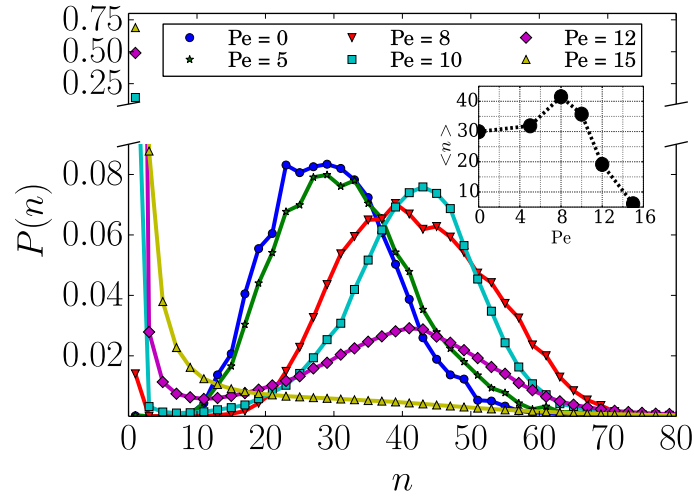 0.75
0.50
0.25
Pe = 0
Pe = 8
Pe = 12
Pe = 5
Pe = 10
Pe = 15
40
30
20
10
<n>
0 4 8 12 16
Pe
0.08
0.06
0.04
0.02
P(n)
0 10 20 30 40 50 60 70 80
n